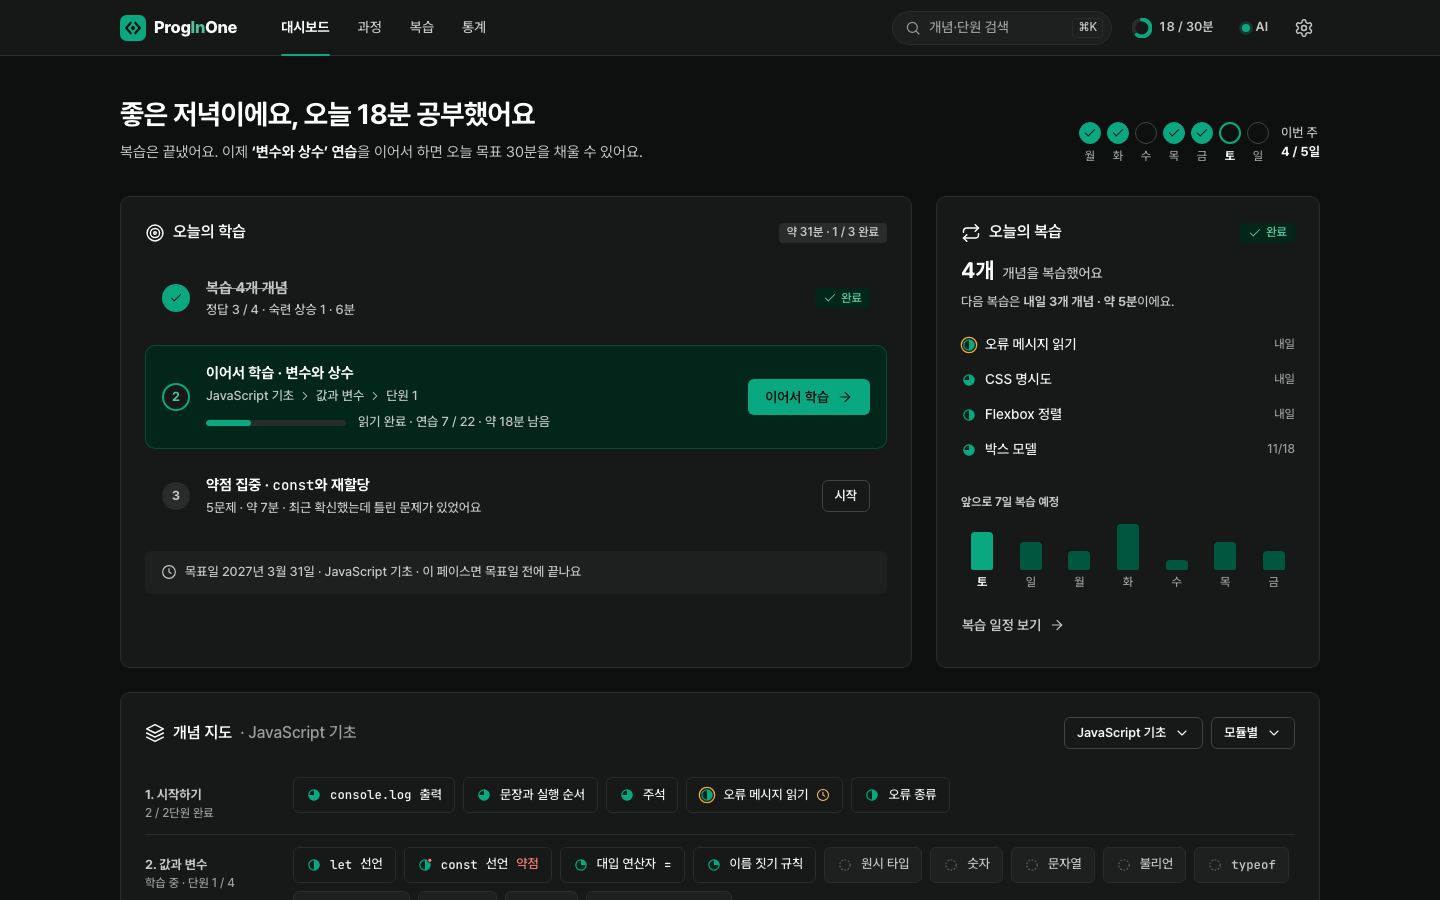 ProgInOne 대시보드 과정 복습 통계 개념·단원 검색 ⌘K 18 / 30분 AI
좋은 저녁이에요, 오늘 18분 공부했어요
복습은 끝냈어요. 이제 ‘변수와 상수’ 연습을 이어서 하면 오늘 목표 30분을 채울 수 있어요.
월 화 수 목 금 토 일
이번 주
4 / 5일
오늘의 학습
약 31분 · 1 / 3 완료
복습 4개 개념
정답 3 / 4 · 숙련 상승 1 · 6분
완료
2
이어서 학습 · 변수와 상수
JavaScript 기초 > 값과 변수 > 단원 1
읽기 완료 · 연습 7 / 22 · 약 18분 남음
이어서 학습 →
3
약점 집중 · const와 재할당
5문제 · 약 7분 · 최근 확신했는데 틀린 문제가 있었어요
시작
목표일 2027년 3월 31일 · JavaScript 기초 · 이 페이스면 목표일 전에 끝나요
오늘의 복습
완료
4개 개념을 복습했어요
다음 복습은 내일 3개 개념 · 약 5분이에요.
오류 메시지 읽기 내일
CSS 명시도 내일
Flexbox 정렬 내일
박스 모델 11/18
앞으로 7일 복습 예정
토 일 월 화 수 목 금
복습 일정 보기 →
개념 지도 · JavaScript 기초
JavaScript 기초 모듈별
1. 시작하기
2 / 2단원 완료
console.log 출력 문장과 실행 순서 주석 오류 메시지 읽기 오류 종류
2. 값과 변수
학습 중 · 단원 1 / 4
let 선언 const 선언 약점 대입 연산자 = 이름 짓기 규칙 원시 타입 숫자 문자열 불리언 typeof